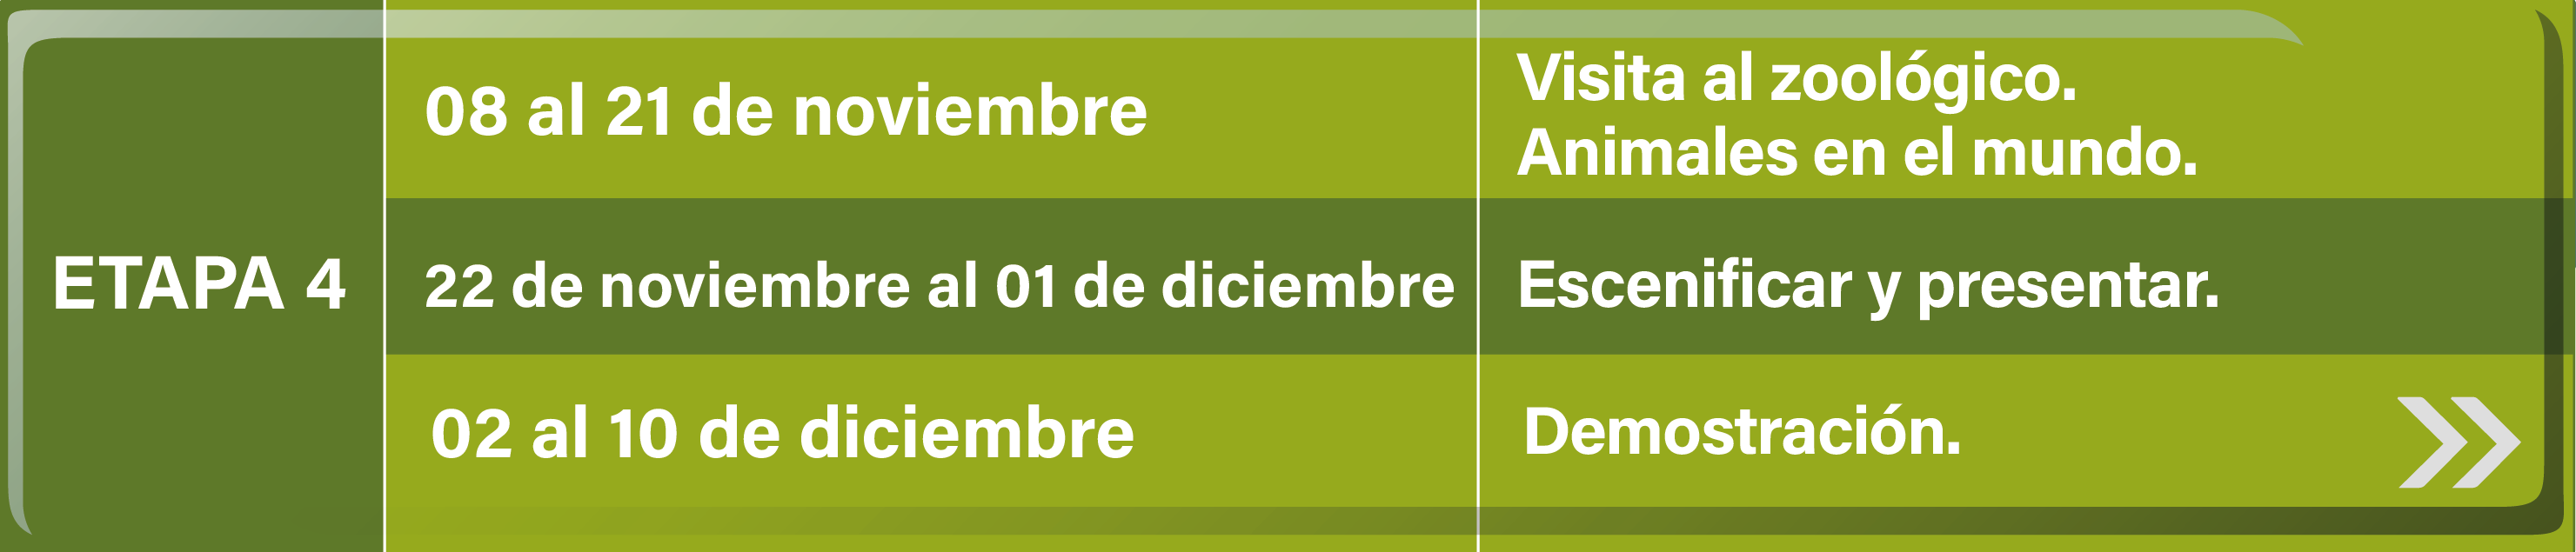 ETAPA 4
08 al 21 de noviembre
Visita al zoológico.
Animales en el mundo.
22 de noviembre al 01 de diciembre
Escenificar y presentar.
02 al 10 de diciembre
Demostración.